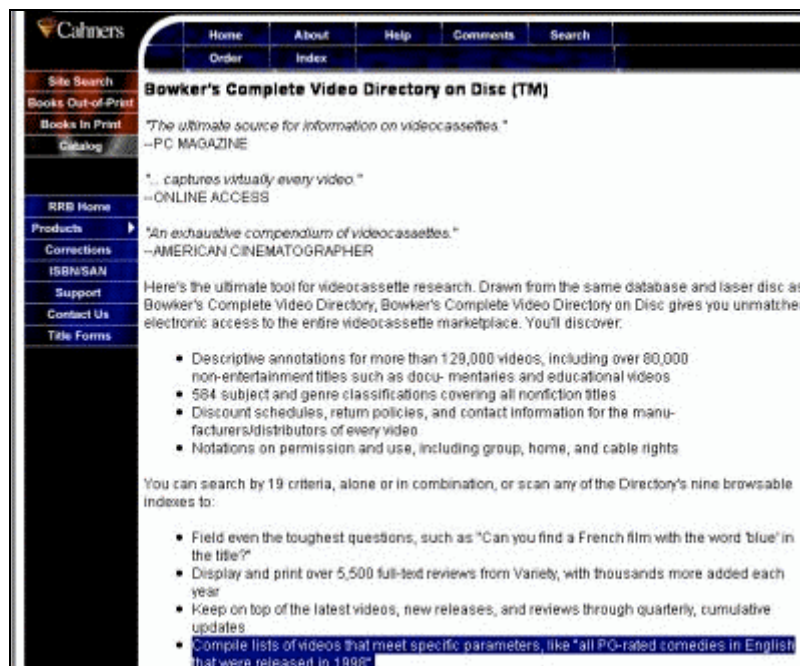 Cahners
Home About Help Comments Search
Order Index
Site Search
Books Out-of-Print
Books In Print
Catalog
RRB Home
Products
Corrections
ISBN/SAN
Support
Contact Us
Title Forms
Bowker's Complete Video Directory on Disc (TM)
"The ultimate source for information on videocassettes."
--PC MAGAZINE
"... captures virtually every video."
--ONLINE ACCESS
"An exhaustive compendium of videocassettes."
--AMERICAN CINEMATOGRAPHER
Here's the ultimate tool for videocassette research. Drawn from the same database and laser disc as
Bowker's Complete Video Directory, Bowker's Complete Video Directory on Disc gives you unmatche
electronic access to the entire videocassette marketplace. You'll discover:
• Descriptive annotations for more than 129,000 videos, including over 80,000
non-entertainment titles such as docu- mentaries and educational videos
• 584 subject and genre classifications covering all nonfiction titles
• Discount schedules, return policies, and contact information for the manu-
facturers/distributors of every video
• Notations on permission and use, including group, home, and cable rights
You can search by 19 criteria, alone or in combination, or scan any of the Directory's nine browsable
indexes to:
• Field even the toughest questions, such as "Can you find a French film with the word 'blue' in
the title?"
• Display and print over 5,500 full-text reviews from Variety, with thousands more added each
year
• Keep on top of the latest videos, new releases, and reviews through quarterly, cumulative
updates
• Compile lists of videos that meet specific parameters, like "all PG-rated comedies in English
that were released in 1998"